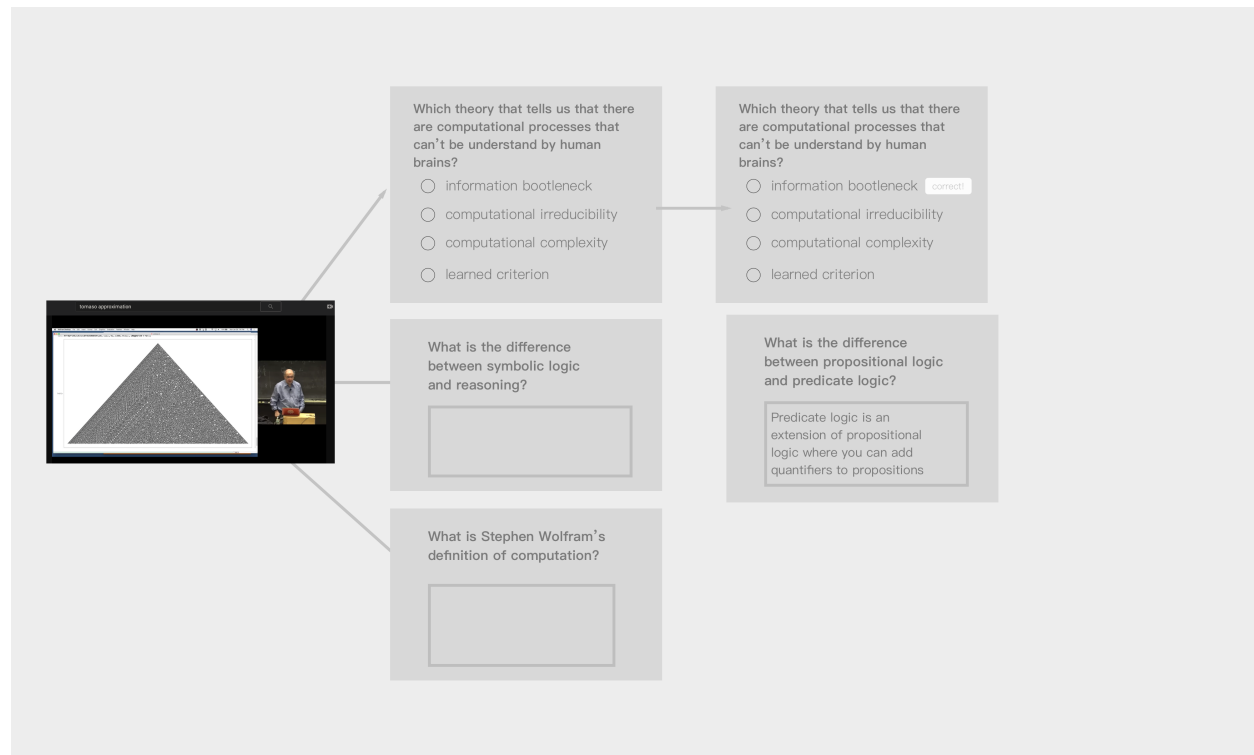 tomaso approximation
Which theory that tells us that there
are computational processes that
can't be understand by human
brains?
information bootleneck
computational irreducibility
computational complexity
learned criterion
Which theory that tells us that there
are computational processes that
can't be understand by human
brains?
information bootleneck correct!
computational irreducibility
computational complexity
learned criterion
What is the difference
between symbolic logic
and reasoning?
What is the difference
between propositional logic
and predicate logic?
Predicate logic is an
extension of propositional
logic where you can add
quantifiers to propositions
What is Stephen Wolfram's
definition of computation?